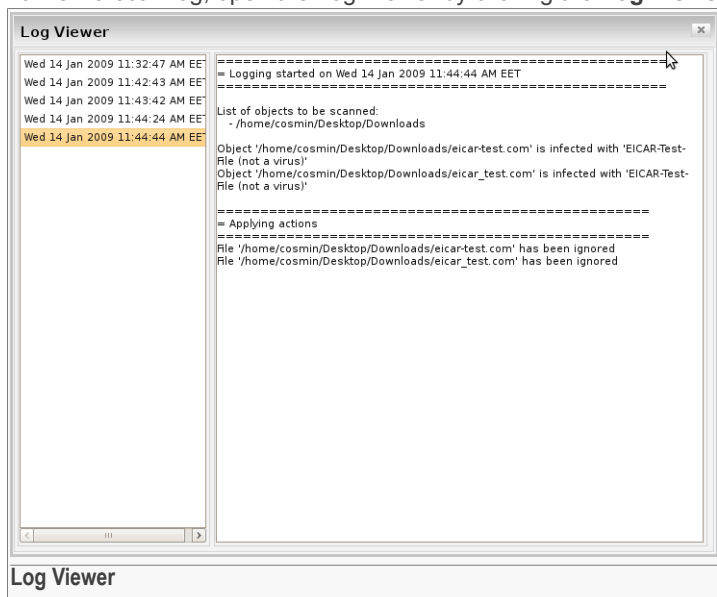 Log Viewer
Wed 14 Jan 2009 11:32:47 AM EET
Wed 14 Jan 2009 11:42:43 AM EET
Wed 14 Jan 2009 11:43:42 AM EET
Wed 14 Jan 2009 11:44:24 AM EET
Wed 14 Jan 2009 11:44:44 AM EET
==================================================
= Logging started on Wed 14 Jan 2009 11:44:44 AM EET
==================================================
List of objects to be scanned:
- /home/cosmin/Desktop/Downloads
Object '/home/cosmin/Desktop/Downloads/eicar-test.com' is infected with 'EICAR-Test-
File (not a virus)'
Object '/home/cosmin/Desktop/Downloads/eicar_test.com' is infected with 'EICAR-Test-
File (not a virus)'
================================================
= Applying actions
================================================
File '/home/cosmin/Desktop/Downloads/eicar-test.com' has been ignored
File '/home/cosmin/Desktop/Downloads/eicar_test.com' has been ignored
Log Viewer